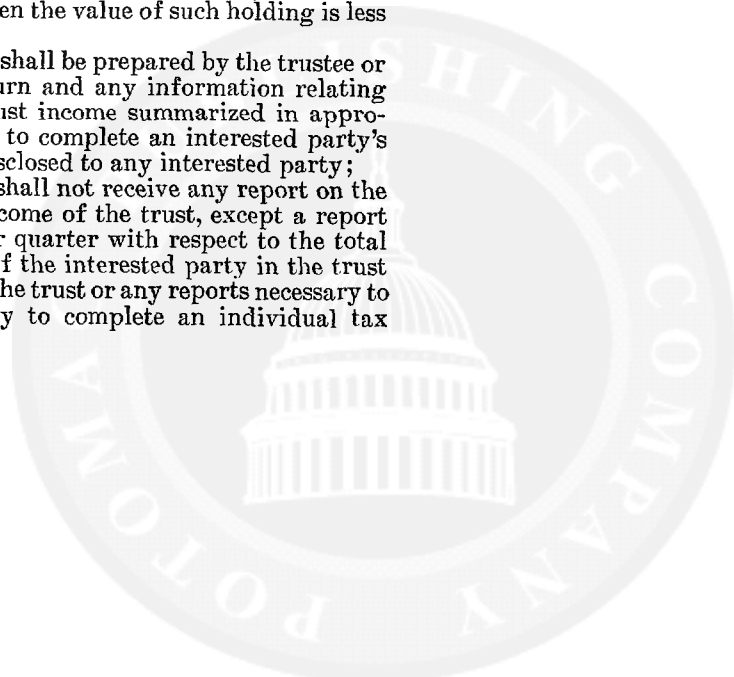 en the value of such holding is less
shall be prepared by the trustee or
urn and any information relating
ust income summarized in appro-
to complete an interested party's
sclosed to any interested party;
shall not receive any report on the
come of the trust, except a report
r quarter with respect to the total
f the interested party in the trust
he trust or any reports necessary to
y to complete an individual tax
POTOMA PUBLISHING COMPANY